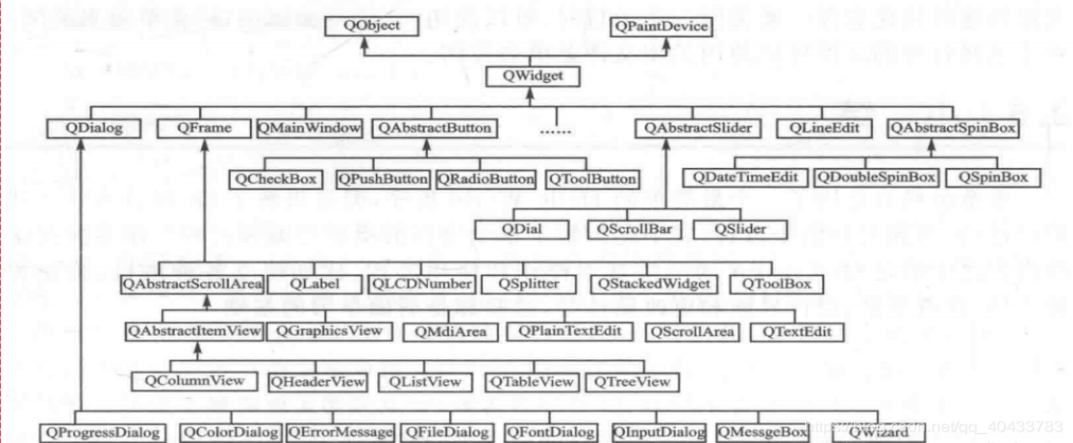 QObject QPaintDevice
QWidget
QDialog QFrame QMainWindow QAbstractButton ...... QAbstractSlider QLineEdit QAbstractSpinBox
QCheckBox QPushButton QRadioButton QToolButton QDateTimeEdit QDoubleSpinBox QSpinBox
QDial QScrollBar QSlider
QAbstractScrollArea QLabel QLCDNumber QSplitter QStackedWidget QToolBox
QAbstractItemView QGraphicsView QMdiArea QPlainTextEdit QScrollArea QTextEdit
QColumnView QHeaderView QListView QTableView QTreeView
QProgressDialog QColorDialog QErrorMessage QFileDialog QFontDialog QInputDialog QMessgeBox QWizard
net/qq_40433783